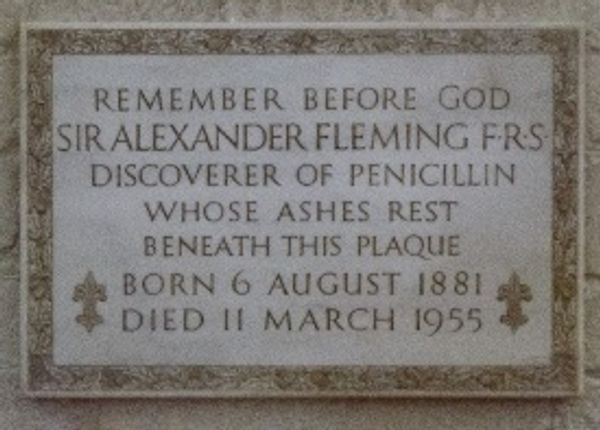 REMEMBER BEFORE GOD
SIR ALEXANDER FLEMING F·R·S·
DISCOVERER OF PENICILLIN
WHOSE ASHES REST
BENEATH THIS PLAQUE
BORN 6 AUGUST 1881
DIED 11 MARCH 1955